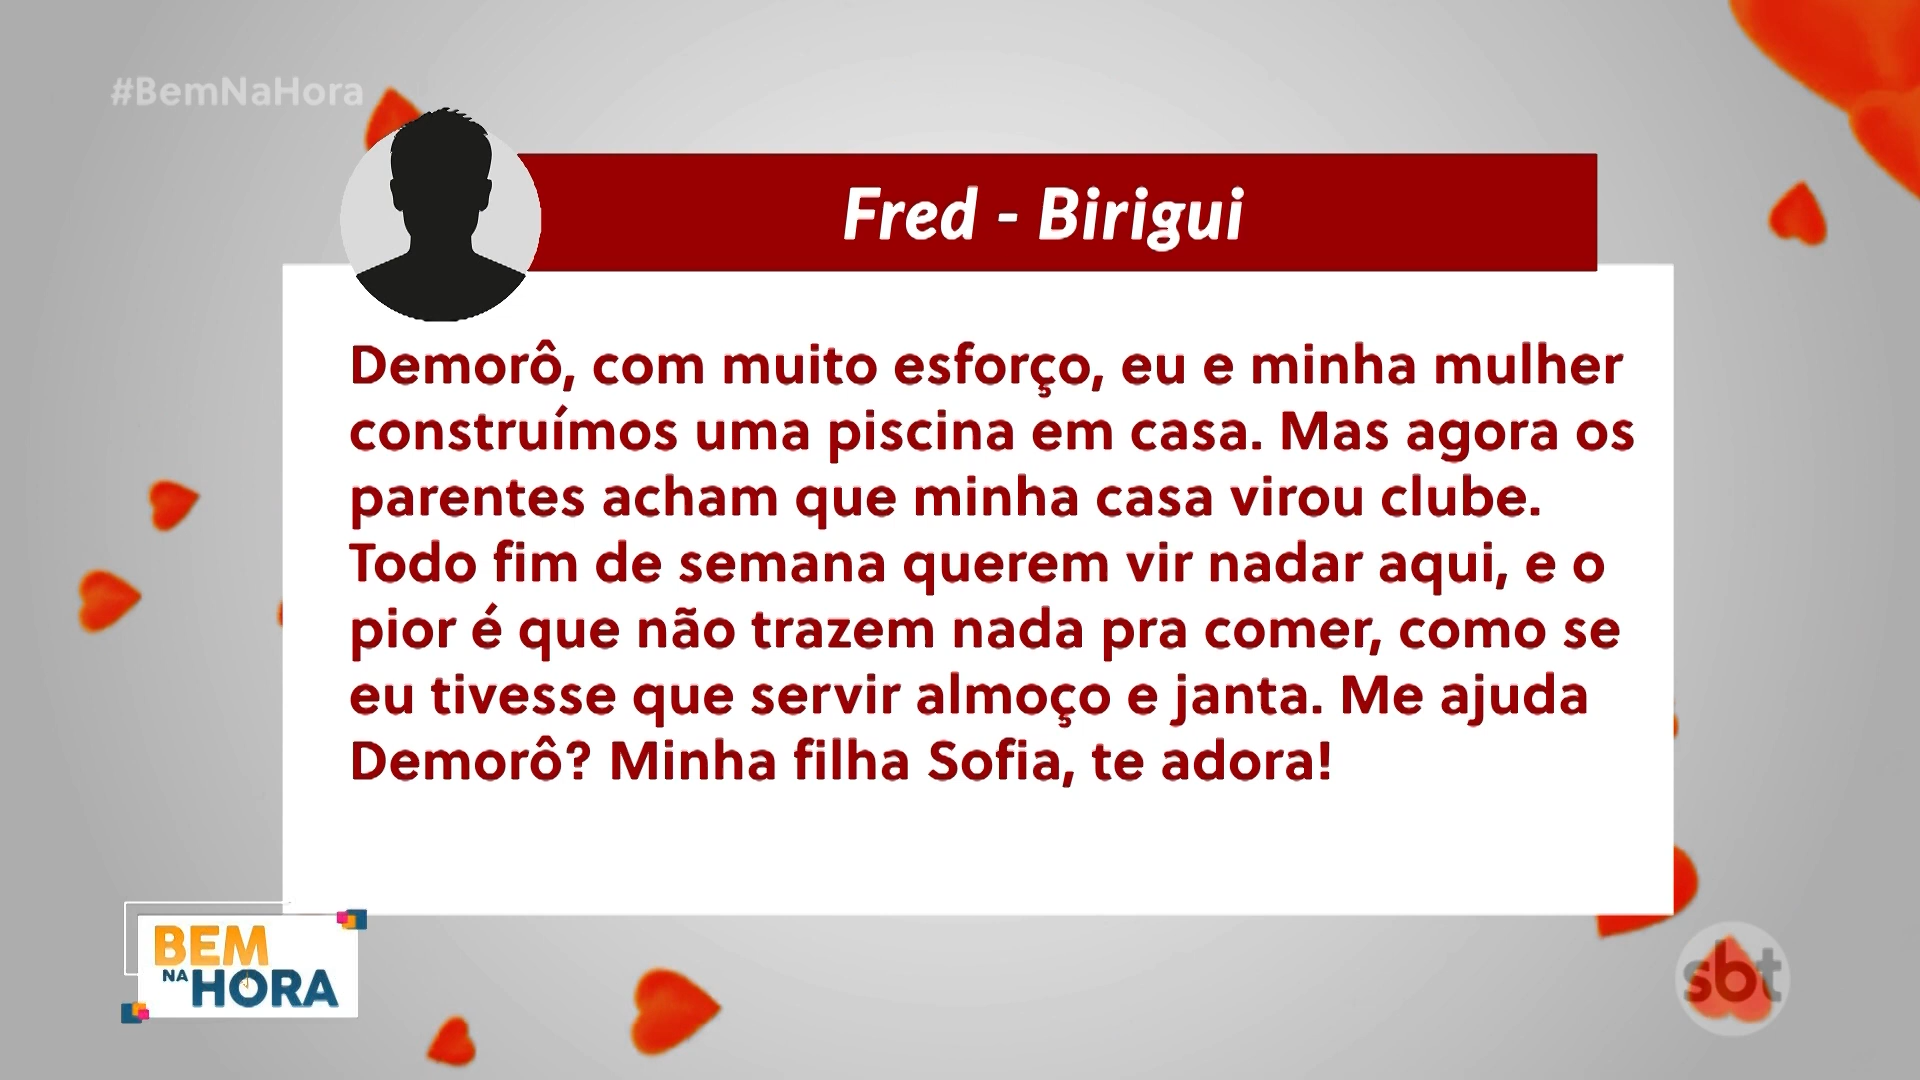 #BemNaHora
Fred - Birigui
Demorô, com muito esforço, eu e minha mulher
construímos uma piscina em casa. Mas agora os
parentes acham que minha casa virou clube.
Todo fim de semana querem vir nadar aqui, e o
pior é que não trazem nada pra comer, como se
eu tivesse que servir almoço e janta. Me ajuda
Demorô? Minha filha Sofia, te adora!
BEM
NA HORA
sbt